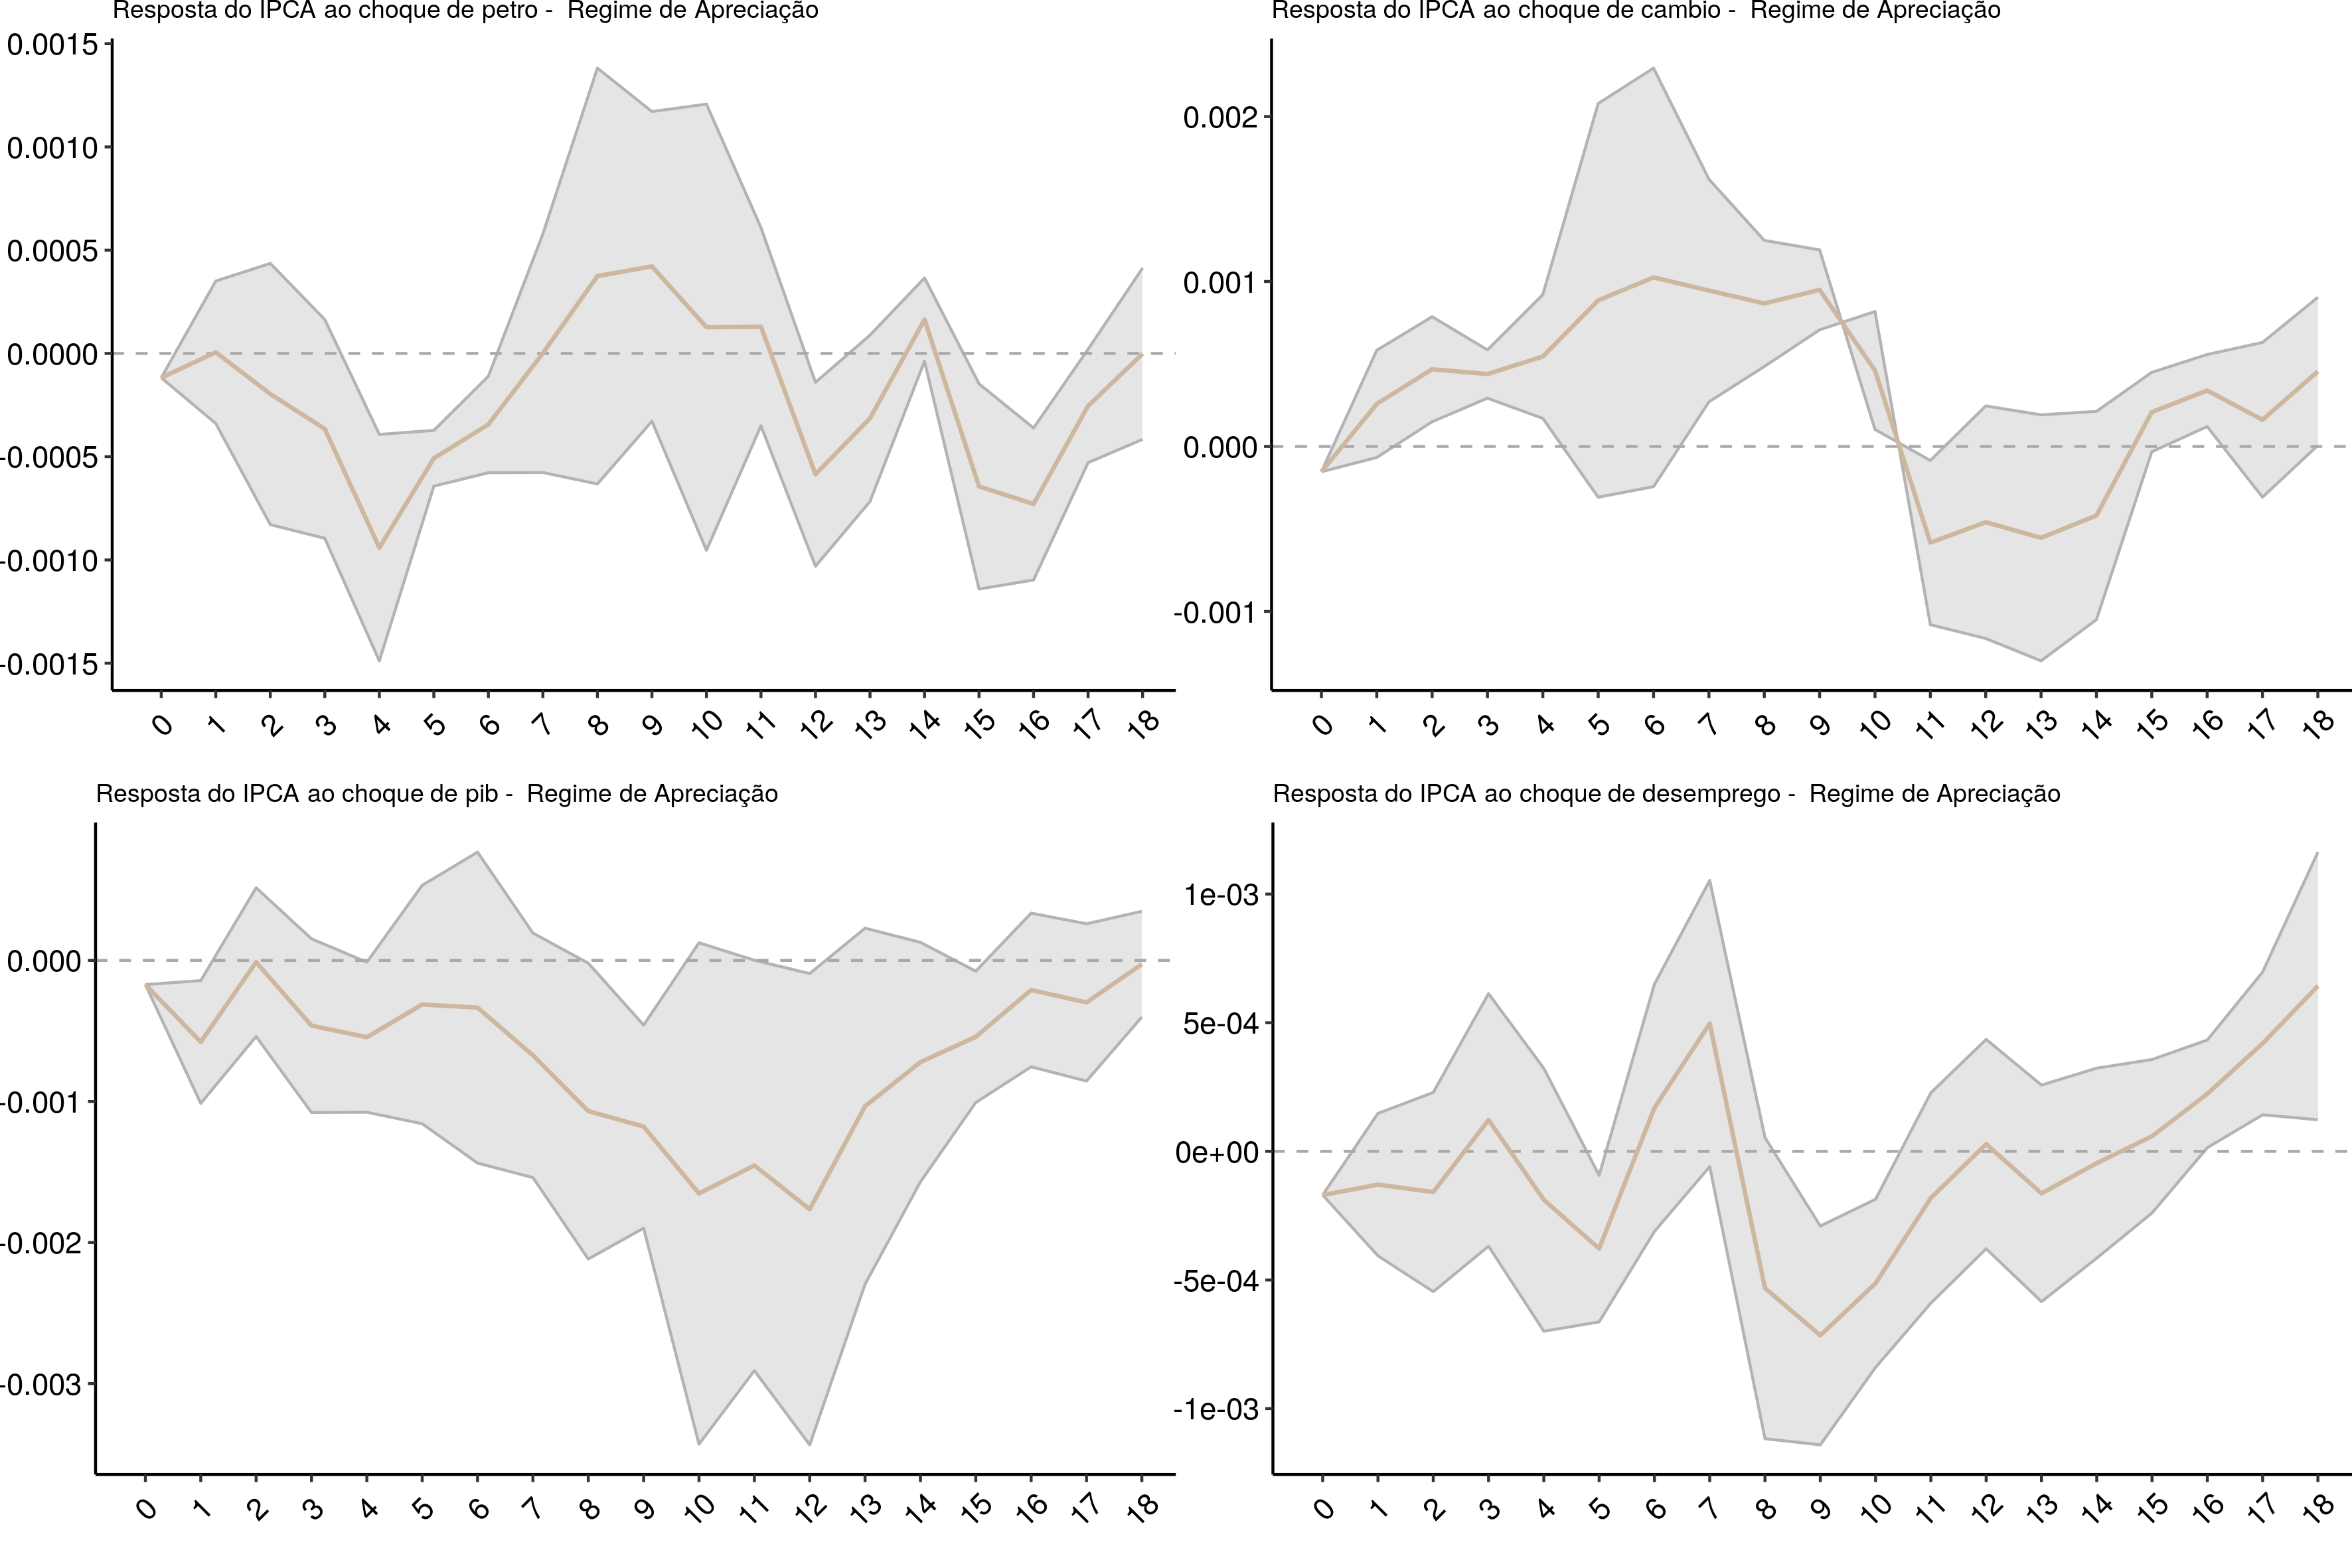 Resposta do IPCA ao choque de petro -  Regime de Apreciação
0.0015
0.0010
0.0005
0.0000
-0.0005
-0.0010
-0.0015
0 1 2 3 4 5 6 7 8 9 10 11 12 13 14 15 16 17 18
Resposta do IPCA ao choque de cambio -  Regime de Apreciação
0.002
0.001
0.000
-0.001
0 1 2 3 4 5 6 7 8 9 10 11 12 13 14 15 16 17 18
Resposta do IPCA ao choque de pib -  Regime de Apreciação
0.000
-0.001
-0.002
-0.003
0 1 2 3 4 5 6 7 8 9 10 11 12 13 14 15 16 17 18
Resposta do IPCA ao choque de desemprego -  Regime de Apreciação
1e-03
5e-04
0e+00
-5e-04
-1e-03
0 1 2 3 4 5 6 7 8 9 10 11 12 13 14 15 16 17 18